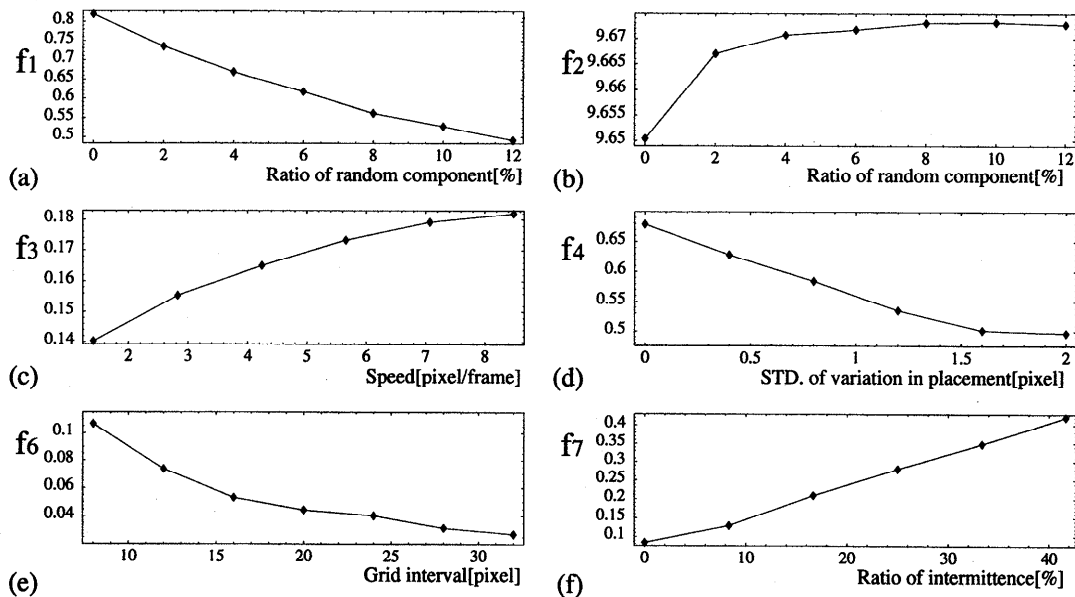 f1
0.8
0.75
0.7
0.65
0.6
0.55
0.5
0 2 4 6 8 10 12
(a) Ratio of random component[%]
f2
9.67
9.665
9.66
9.655
9.65
0 2 4 6 8 10 12
(b) Ratio of random component[%]
f3
0.18
0.17
0.16
0.15
0.14
2 3 4 5 6 7 8
(c) Speed[pixel/frame]
f4
0.65
0.6
0.55
0.5
0 0.5 1 1.5 2
(d) STD. of variation in placement[pixel]
f6
0.1
0.08
0.06
0.04
10 15 20 25 30
(e) Grid interval[pixel]
f7
0.4
0.35
0.3
0.25
0.2
0.15
0.1
0 10 20 30 40
(f) Ratio of intermittence[%]